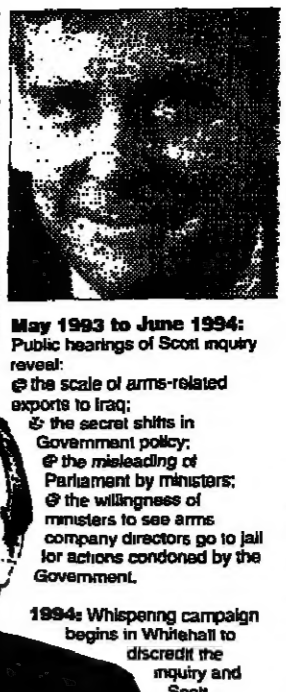 May 1993 to June 1994:
Public hearings of Scott inquiry
reveal:
the scale of arms-related
exports to Iraq;
the secret shifts in
Government policy;
the misleading of
Parliament by ministers;
the willingness of
ministers to see arms
company directors go to jail
for actions condoned by the
Government.
1994: Whispering campaign
begins in Whitehall to
discredit the
inquiry and